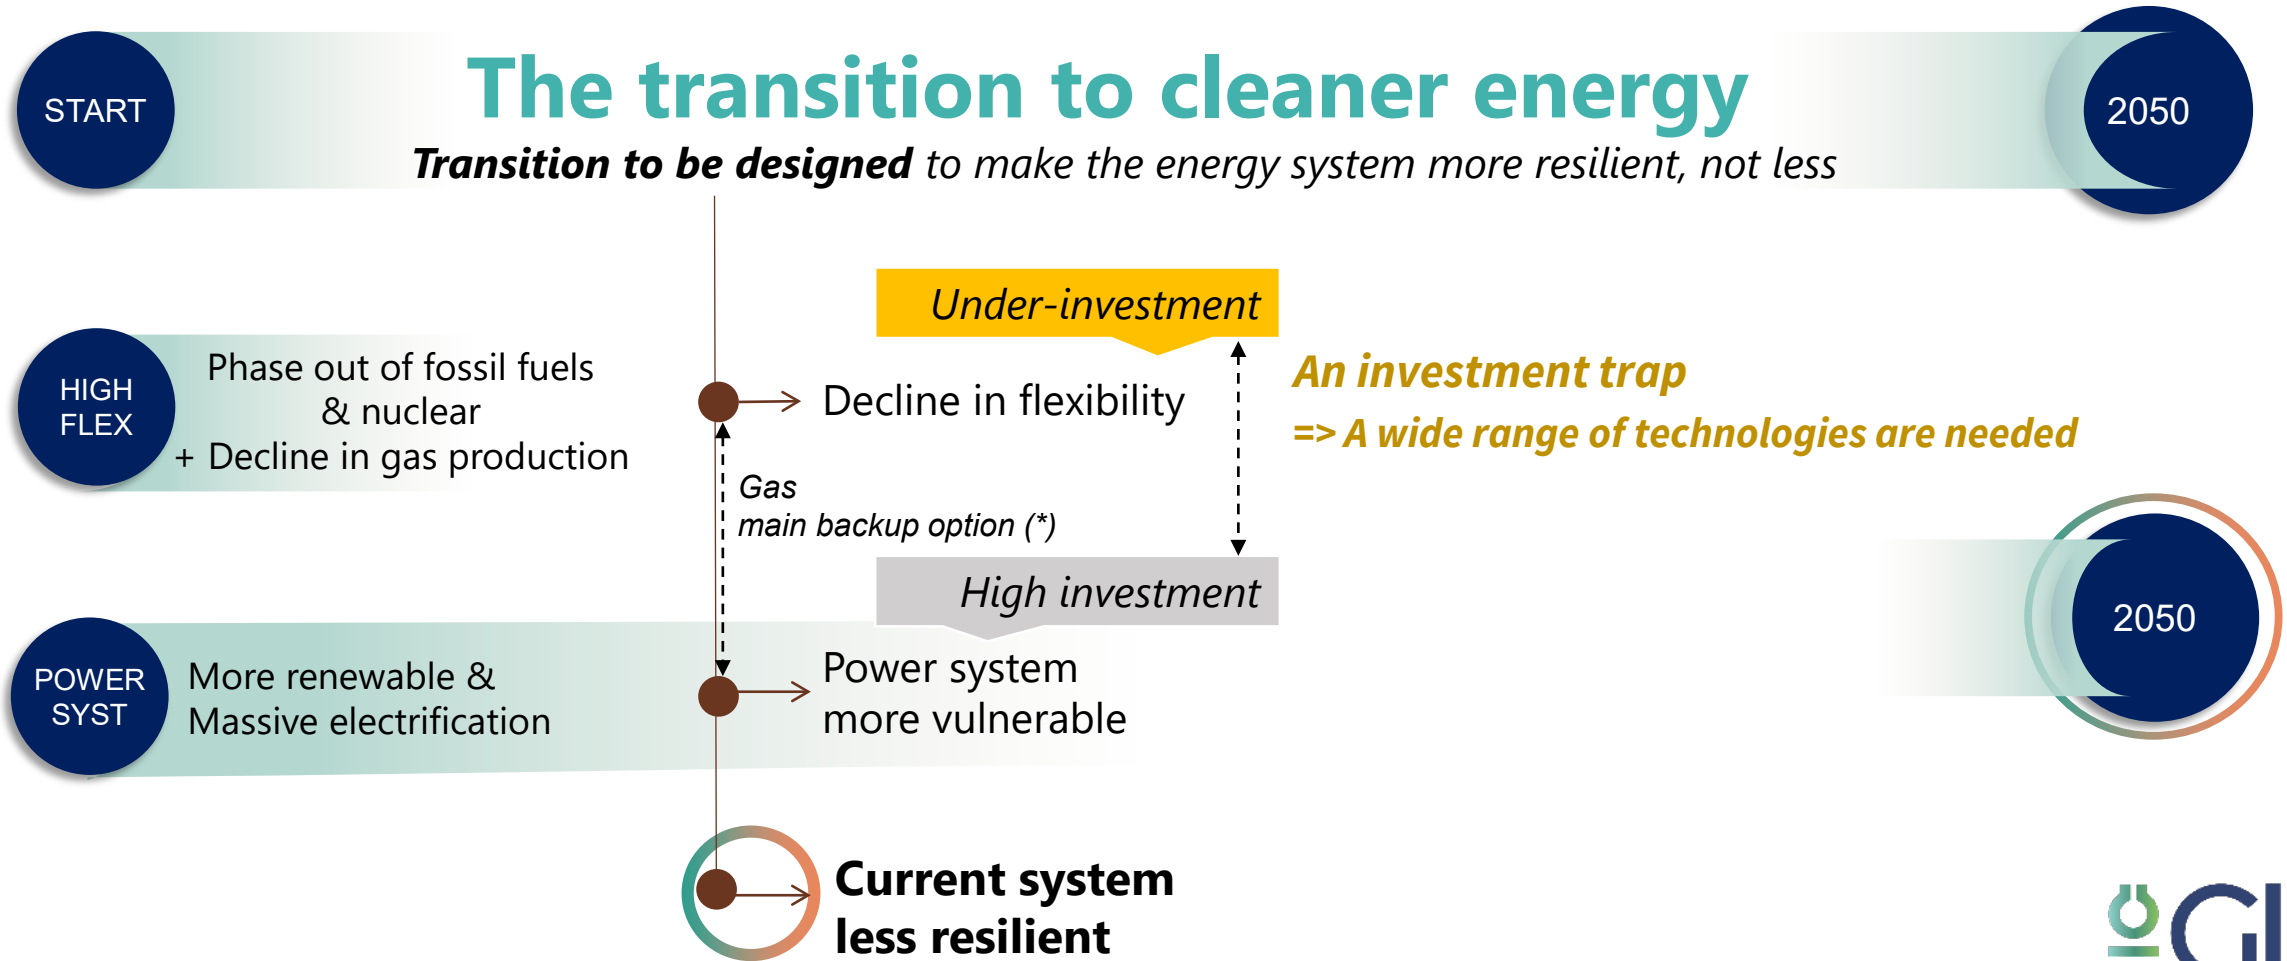 START
The transition to cleaner energy
2050
Transition to be designed to make the energy system more resilient, not less
Under-investment
HIGH
FLEX
Phase out of fossil fuels
& nuclear
+ Decline in gas production
Decline in flexibility
An investment trap
=> A wide range of technologies are needed
Gas
main backup option (*)
High investment
2050
POWER
SYST
More renewable &
Massive electrification
Power system
more vulnerable
Current system
less resilient